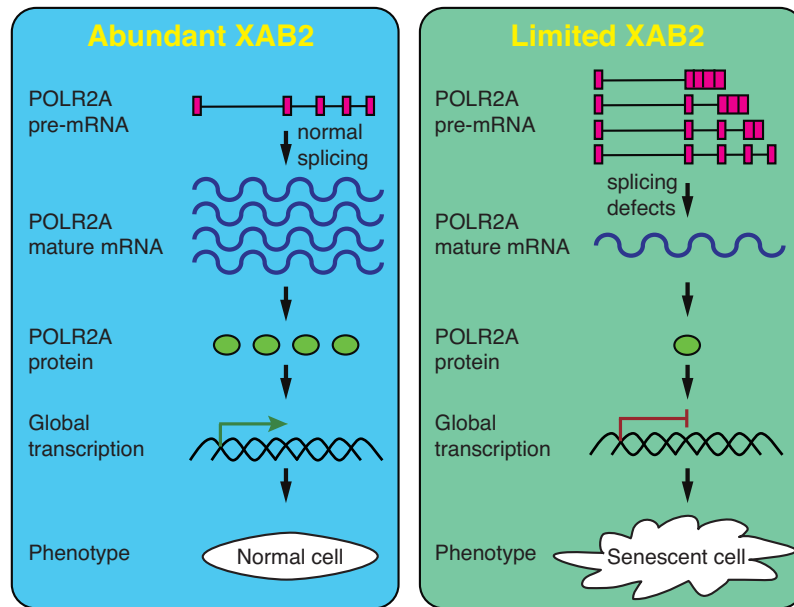 Abundant XAB2
POLR2A
pre-mRNA
normal
splicing
POLR2A
mature mRNA
POLR2A
protein
Global
transcription
Phenotype
Normal cell
Limited XAB2
POLR2A
pre-mRNA
splicing
defects
POLR2A
mature mRNA
POLR2A
protein
Global
transcription
Phenotype
Senescent cell